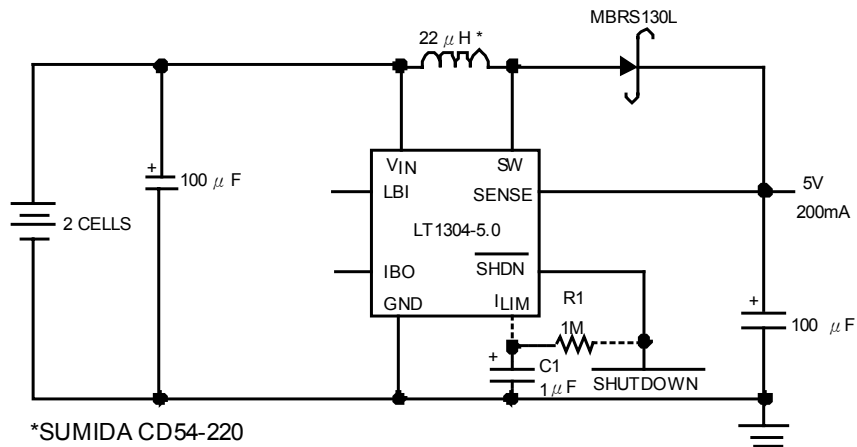 MBRS130L
22 μH *
VIN
SW
100 μF
LBI
SENSE
5V
200mA
2 CELLS
LT1304-5.0
IBO
SHDN
GND
ILIM
R1
1M
100 μF
C1
1μF
SHUTDOWN
*SUMIDA CD54-220